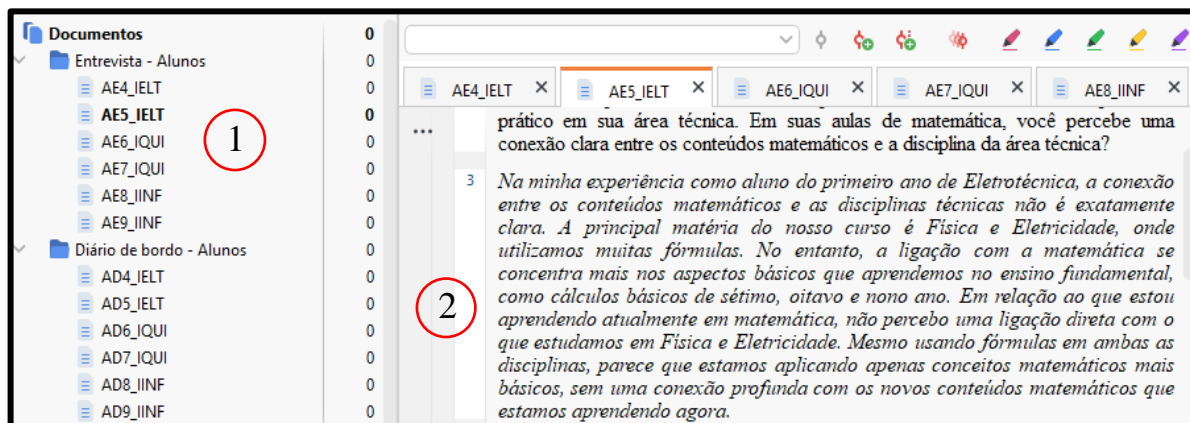 Documentos 0
Entrevista - Alunos 0
AE4_IELT 0
AE5_IELT 0
AE6_IQUI 0
AE7_IQUI 0
AE8_IINF 0
AE9_IINF 0
Diário de bordo - Alunos 0
AD4_IELT 0
AD5_IELT 0
AD6_IQUI 0
AD7_IQUI 0
AD8_IINF 0
AD9_IINF 0
1
AE4_IELT AE5_IELT AE6_IQUI AE7_IQUI AE8_IINF
prático em sua área técnica. Em suas aulas de matemática, você percebe uma
conexão clara entre os conteúdos matemáticos e a disciplina da área técnica?
3 Na minha experiência como aluno do primeiro ano de Eletrotécnica, a conexão
entre os conteúdos matemáticos e as disciplinas técnicas não é exatamente
clara. A principal matéria do nosso curso é Física e Eletricidade, onde
utilizamos muitas fórmulas. No entanto, a ligação com a matemática se
concentra mais nos aspectos básicos que aprendemos no ensino fundamental,
como cálculos básicos de sétimo, oitavo e nono ano. Em relação ao que estou
aprendendo atualmente em matemática, não percebo uma ligação direta com o
que estudamos em Física e Eletricidade. Mesmo usando fórmulas em ambas as
disciplinas, parece que estamos aplicando apenas conceitos matemáticos mais
básicos, sem uma conexão profunda com os novos conteúdos matemáticos que
estamos aprendendo agora.
2